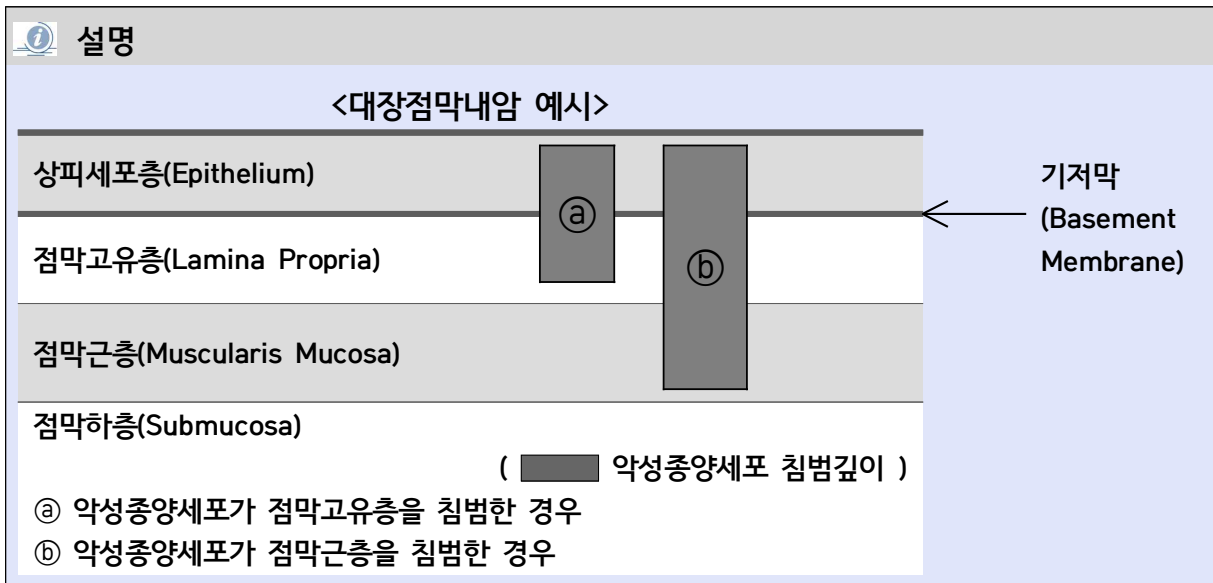 설명
<대장점막내암 예시>
상피세포층(Epithelium)
기저막
(Basement
Membrane)
ⓐ
점막고유층(Lamina Propria)
ⓑ
점막근층(Muscularis Mucosa)
점막하층(Submucosa)
( 악성종양세포 침범깊이 )
ⓐ 악성종양세포가 점막고유층을 침범한 경우
ⓑ 악성종양세포가 점막근층을 침범한 경우